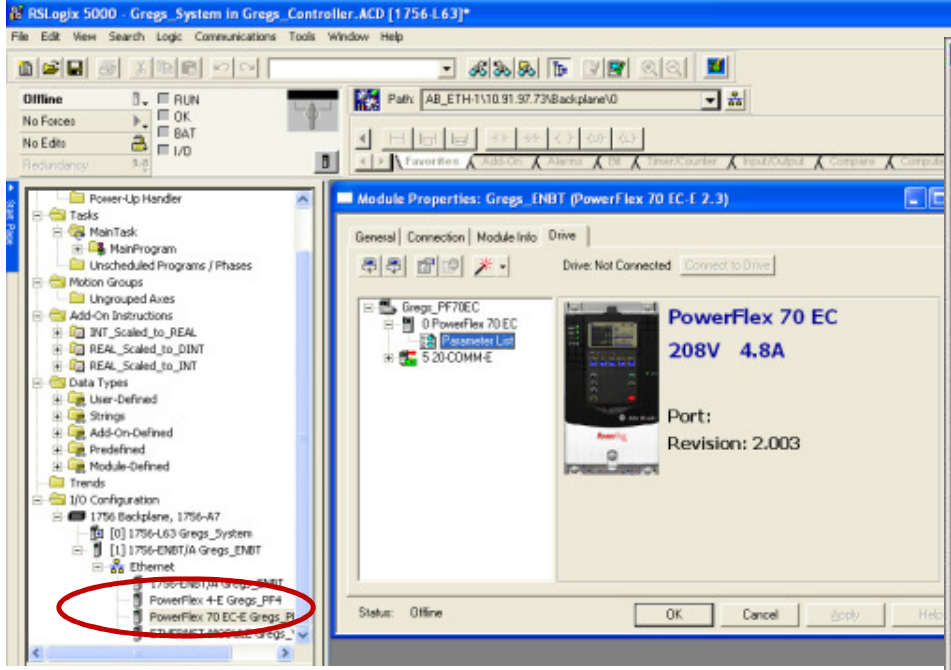 RSLogix 5000 - Gregs_System in Gregs_Controller.ACD [1756-L63]*
File Edit View Search Logic Communications Tools Window Help
Offline
RUN
No Forces
OK
No Edits
BAT
Redundancy
I/O
Path: AB_ETH-1\10.91.97.73\Backplane\0
Favorites Add-On Alarms Bit Timer/Counter Input/Output Compare
Start Page
Power-Up Handler
Tasks
MainTask
MainProgram
Unscheduled Programs / Phases
Motion Groups
Ungrouped Axes
Add-On Instructions
INT_Scaled_to_REAL
REAL_Scaled_to_DINT
REAL_Scaled_to_INT
Data Types
User-Defined
Strings
Add-On-Defined
Predefined
Module-Defined
Trends
I/O Configuration
1756 Backplane, 1756-A7
[0] 1756-L63 Gregs_System
[1] 1756-ENBT/A Gregs_ENBT
Ethernet
1756-ENBT/A Gregs_ENBT
PowerFlex 4-E Gregs_PF4
PowerFlex 70 EC-E Gregs_P
ETHERNET-MODULE Gregs_
Module Properties: Gregs_ENBT (PowerFlex 70 EC-E 2.3)
General Connection Module Info Drive
Drive: Not Connected Connect to Drive
Gregs_PF70EC
0 PowerFlex 70 EC
Parameter List
5 20-COMM-E
PowerFlex 70 EC
208V 4.8A
Port:
Revision: 2.003
Status: Offline
OK Cancel Apply Help